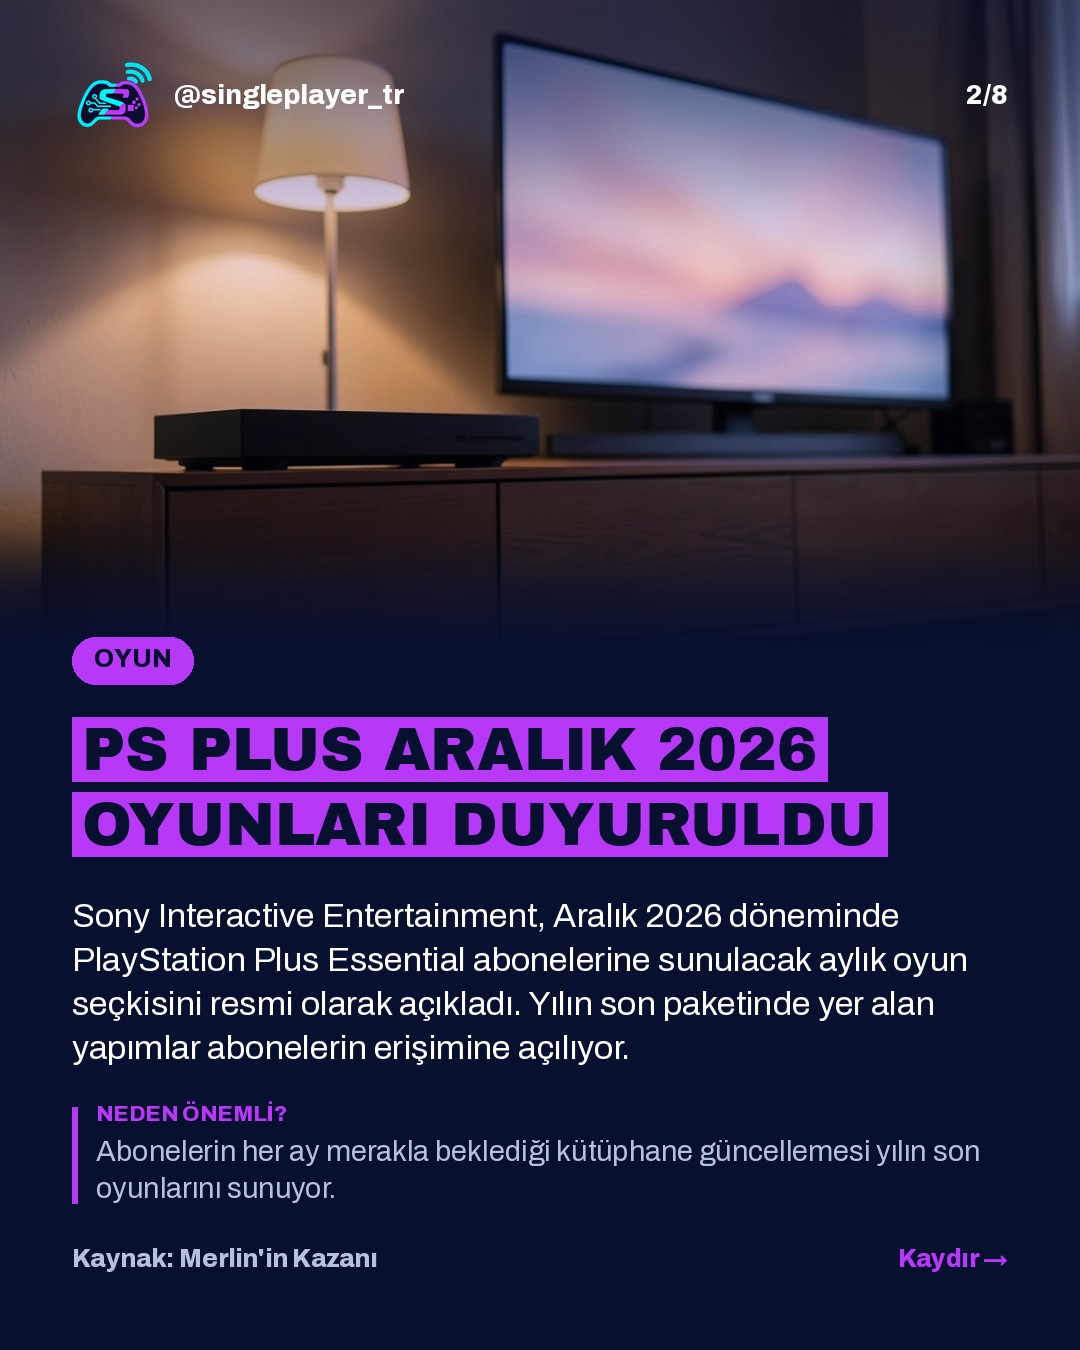 @singleplayer_tr
2/8
OYUN
PS PLUS ARALIK 2026
OYUNLARI DUYURULDU
Sony Interactive Entertainment, Aralık 2026 döneminde
PlayStation Plus Essential abonelerine sunulacak aylık oyun
seçkisini resmi olarak açıkladı. Yılın son paketinde yer alan
yapımlar abonelerin erişimine açılıyor.
NEDEN ÖNEMLİ?
Abonelerin her ay merakla beklediği kütüphane güncellemesi yılın son
oyunlarını sunuyor.
Kaynak: Merlin'in Kazanı
Kaydır →